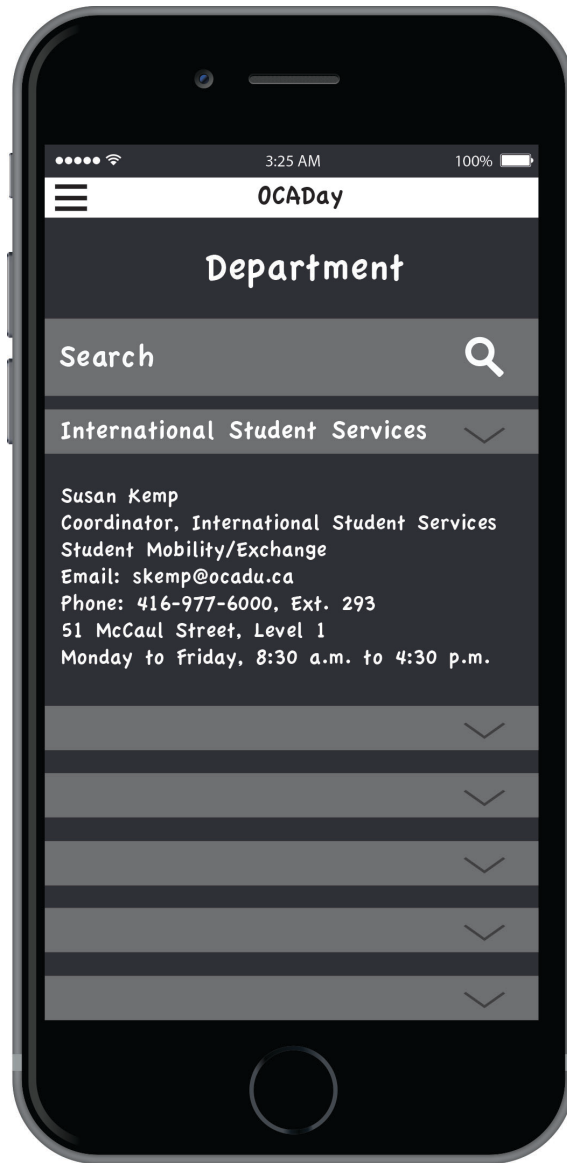 3:25 AM 100%
OCADay
Department
Search
International Student Services
Susan Kemp
Coordinator, International Student Services
Student Mobility/Exchange
Email: skemp@ocadu.ca
Phone: 416-977-6000, Ext. 293
51 McCaul Street, Level 1
Monday to Friday, 8:30 a.m. to 4:30 p.m.